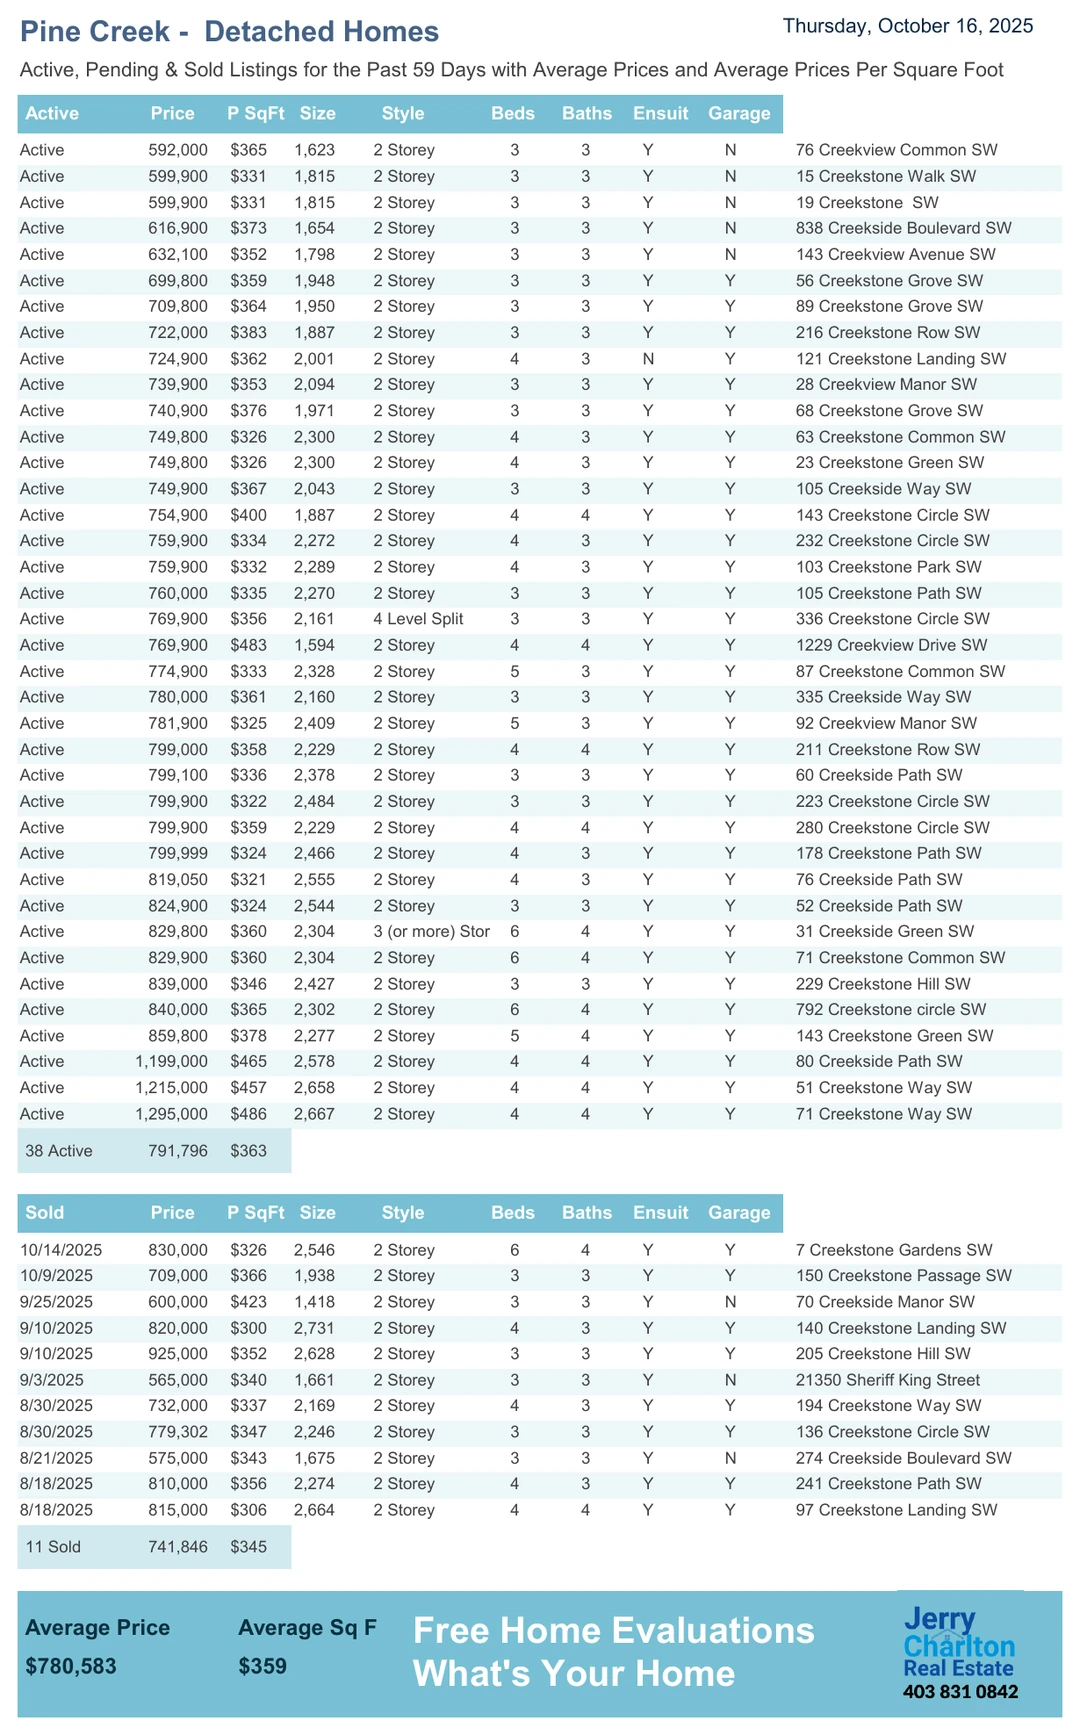 Pine Creek - Detached Homes
Thursday, October 16, 2025
Active, Pending & Sold Listings for the Past 59 Days with Average Prices and Average Prices Per Square Foot
Active Price P SqFt Size Style Beds Baths Ensuit Garage
Active 592,000 $365 1,623 2 Storey 3 3 Y N 76 Creekview Common SW
Active 599,900 $331 1,815 2 Storey 3 3 Y N 15 Creekstone Walk SW
Active 599,900 $331 1,815 2 Storey 3 3 Y N 19 Creekstone SW
Active 616,900 $373 1,654 2 Storey 3 3 Y N 838 Creekside Boulevard SW
Active 632,100 $352 1,798 2 Storey 3 3 Y N 143 Creekview Avenue SW
Active 699,800 $359 1,948 2 Storey 3 3 Y Y 56 Creekstone Grove SW
Active 709,800 $364 1,950 2 Storey 3 3 Y Y 89 Creekstone Grove SW
Active 722,000 $383 1,887 2 Storey 3 3 Y Y 216 Creekstone Row SW
Active 724,900 $362 2,001 2 Storey 4 3 N Y 121 Creekstone Landing SW
Active 739,900 $353 2,094 2 Storey 3 3 Y Y 28 Creekview Manor SW
Active 740,900 $376 1,971 2 Storey 3 3 Y Y 68 Creekstone Grove SW
Active 749,800 $326 2,300 2 Storey 4 3 Y Y 63 Creekstone Common SW
Active 749,800 $326 2,300 2 Storey 4 3 Y Y 23 Creekstone Green SW
Active 749,900 $367 2,043 2 Storey 3 3 Y Y 105 Creekside Way SW
Active 754,900 $400 1,887 2 Storey 4 4 Y Y 143 Creekstone Circle SW
Active 759,900 $334 2,272 2 Storey 4 3 Y Y 232 Creekstone Circle SW
Active 759,900 $332 2,289 2 Storey 4 3 Y Y 103 Creekstone Park SW
Active 760,000 $335 2,270 2 Storey 3 3 Y Y 105 Creekstone Path SW
Active 769,900 $356 2,161 4 Level Split 3 3 Y Y 336 Creekstone Circle SW
Active 769,900 $483 1,594 2 Storey 4 4 Y Y 1229 Creekview Drive SW
Active 774,900 $333 2,328 2 Storey 5 3 Y Y 87 Creekstone Common SW
Active 780,000 $361 2,160 2 Storey 3 3 Y Y 335 Creekside Way SW
Active 781,900 $325 2,409 2 Storey 5 3 Y Y 92 Creekview Manor SW
Active 799,000 $358 2,229 2 Storey 4 4 Y Y 211 Creekstone Row SW
Active 799,100 $336 2,378 2 Storey 3 3 Y Y 60 Creekside Path SW
Active 799,900 $322 2,484 2 Storey 3 3 Y Y 223 Creekstone Circle SW
Active 799,900 $359 2,229 2 Storey 4 4 Y Y 280 Creekstone Circle SW
Active 799,999 $324 2,466 2 Storey 4 3 Y Y 178 Creekstone Path SW
Active 819,050 $321 2,555 2 Storey 4 3 Y Y 76 Creekside Path SW
Active 824,900 $324 2,544 2 Storey 3 3 Y Y 52 Creekside Path SW
Active 829,800 $360 2,304 3 (or more) Stor 6 4 Y Y 31 Creekside Green SW
Active 829,900 $360 2,304 2 Storey 6 4 Y Y 71 Creekstone Common SW
Active 839,000 $346 2,427 2 Storey 3 3 Y Y 229 Creekstone Hill SW
Active 840,000 $365 2,302 2 Storey 6 4 Y Y 792 Creekstone circle SW
Active 859,800 $378 2,277 2 Storey 5 4 Y Y 143 Creekstone Green SW
Active 1,199,000 $465 2,578 2 Storey 4 4 Y Y 80 Creekside Path SW
Active 1,215,000 $457 2,658 2 Storey 4 4 Y Y 51 Creekstone Way SW
Active 1,295,000 $486 2,667 2 Storey 4 4 Y Y 71 Creekstone Way SW
38 Active 791,796 $363
Sold Price P SqFt Size Style Beds Baths Ensuit Garage
10/14/2025 830,000 $326 2,546 2 Storey 6 4 Y Y 7 Creekstone Gardens SW
10/9/2025 709,000 $366 1,938 2 Storey 3 3 Y Y 150 Creekstone Passage SW
9/25/2025 600,000 $423 1,418 2 Storey 3 3 Y N 70 Creekside Manor SW
9/10/2025 820,000 $300 2,731 2 Storey 4 3 Y Y 140 Creekstone Landing SW
9/10/2025 925,000 $352 2,628 2 Storey 3 3 Y Y 205 Creekstone Hill SW
9/3/2025 565,000 $340 1,661 2 Storey 3 3 Y N 21350 Sheriff King Street
8/30/2025 732,000 $337 2,169 2 Storey 4 3 Y Y 194 Creekstone Way SW
8/30/2025 779,302 $347 2,246 2 Storey 3 3 Y Y 136 Creekstone Circle SW
8/21/2025 575,000 $343 1,675 2 Storey 3 3 Y N 274 Creekside Boulevard SW
8/18/2025 810,000 $356 2,274 2 Storey 4 3 Y Y 241 Creekstone Path SW
8/18/2025 815,000 $306 2,664 2 Storey 4 4 Y Y 97 Creekstone Landing SW
11 Sold 741,846 $345
Average Price Average Sq F
$780,583 $359
Free Home Evaluations
What's Your Home
Jerry
Charlton
Real Estate
403 831 0842